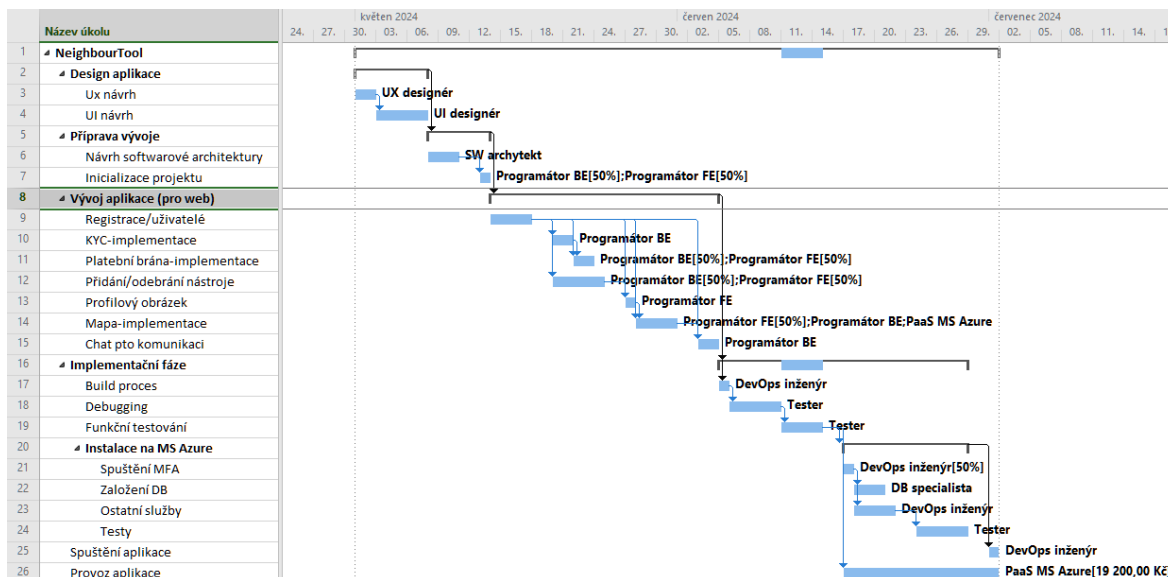 květen 2024 červen 2024 červenec 2024
Název úkolu 24. 27. 30. 03. 06. 09. 12. 15. 18. 21. 24. 27. 30. 02. 05. 08. 11. 14. 17. 20. 23. 26. 29. 02. 05. 08. 11. 14. 1
1 NeighbourTool
2 Design aplikace
3 Ux návrh UX designér
4 UI návrh UI designér
5 Příprava vývoje
6 Návrh softwarové architektury SW archytekt
7 Inicializace projektu Programátor BE[50%];Programátor FE[50%]
8 Vývoj aplikace (pro web)
9 Registrace/uživatelé
10 KYC-implementace Programátor BE
11 Platební brána-implementace Programátor BE[50%];Programátor FE[50%]
12 Přidání/odebrání nástroje Programátor BE[50%];Programátor FE[50%]
13 Profilový obrázek Programátor FE
14 Mapa-implementace Programátor FE[50%];Programátor BE;PaaS MS Azure
15 Chat pto komunikaci Programátor BE
16 Implementační fáze
17 Build proces DevOps inženýr
18 Debugging Tester
19 Funkční testování Tester
20 Instalace na MS Azure
21 Spuštění MFA DevOps inženýr[50%]
22 Založení DB DB specialista
23 Ostatní služby DevOps inženýr
24 Testy Tester
25 Spuštění aplikace DevOps inženýr
26 Provoz aplikace PaaS MS Azure[19 200,00 Kč